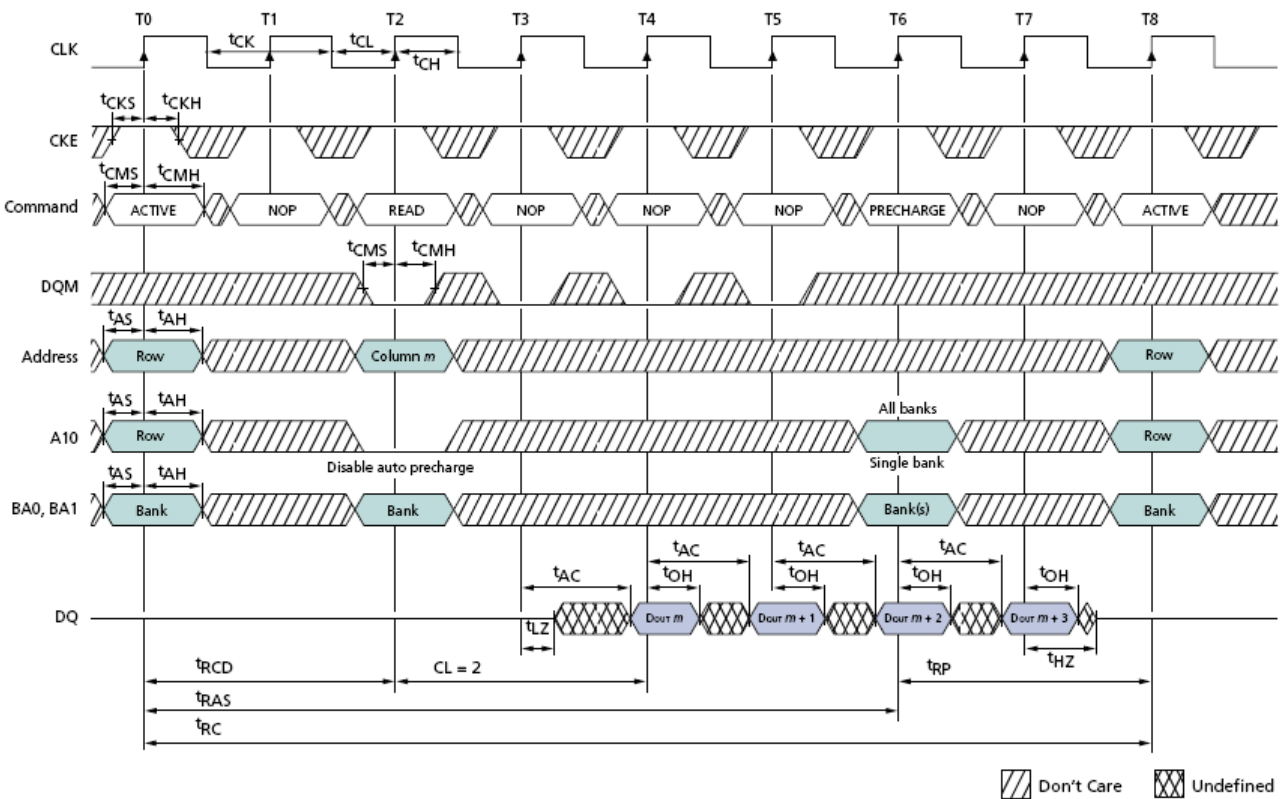 T0 T1 T2 T3 T4 T5 T6 T7 T8
CLK
tCK tCL
tCH
tCKS tCKH
CKE
tCMS tCMH
Command ACTIVE NOP READ NOP NOP NOP PRECHARGE NOP ACTIVE
tCMS tCMH
DQM
tAS tAH
Address Row Column m Row
tAS tAH All banks
A10 Row Row
Disable auto precharge Single bank
tAS tAH
BA0, BA1 Bank Bank Bank(s) Bank
tAC tAC tAC
tAC tOH tOH tOH tOH
DQ DOUT m DOUT m + 1 DOUT m + 2 DOUT m + 3
tLZ tHZ
tRCD CL = 2 tRP
tRAS
tRC
Don't Care Undefined